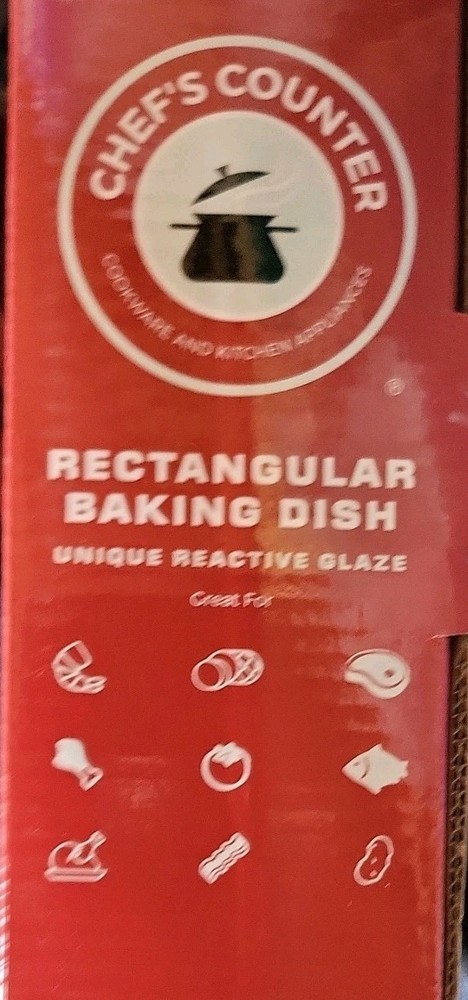 CHEF'S COUNTER
COOKWARE AND KITCHEN APPLIANCES
®
RECTANGULAR
BAKING DISH
UNIQUE REACTIVE GLAZE
Great For